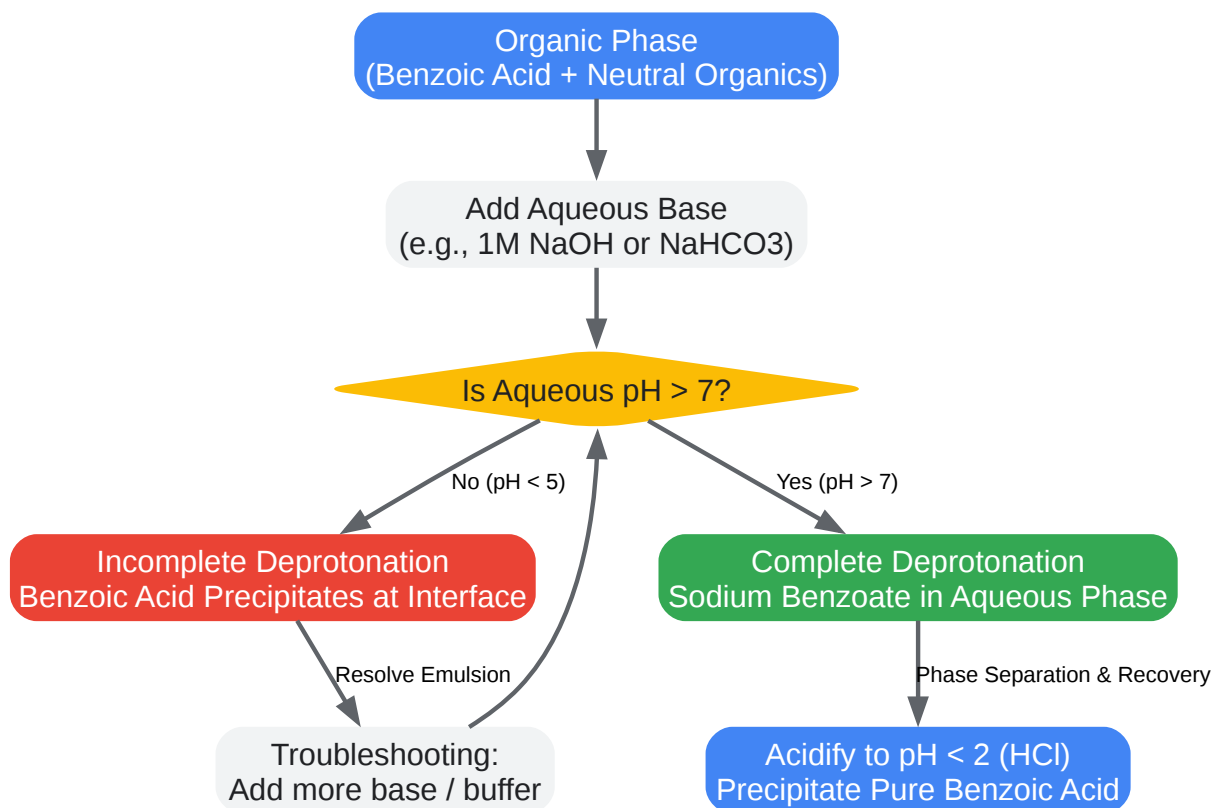 Organic Phase
(Benzoic Acid + Neutral Organics)
Add Aqueous Base
(e.g., 1M NaOH or NaHCO3)
Is Aqueous pH > 7?
No (pH < 5)
Yes (pH > 7)
Incomplete Deprotonation
Benzoic Acid Precipitates at Interface
Complete Deprotonation
Sodium Benzoate in Aqueous Phase
Resolve Emulsion
Phase Separation & Recovery
Troubleshooting:
Add more base / buffer
Acidify to pH < 2 (HCl)
Precipitate Pure Benzoic Acid